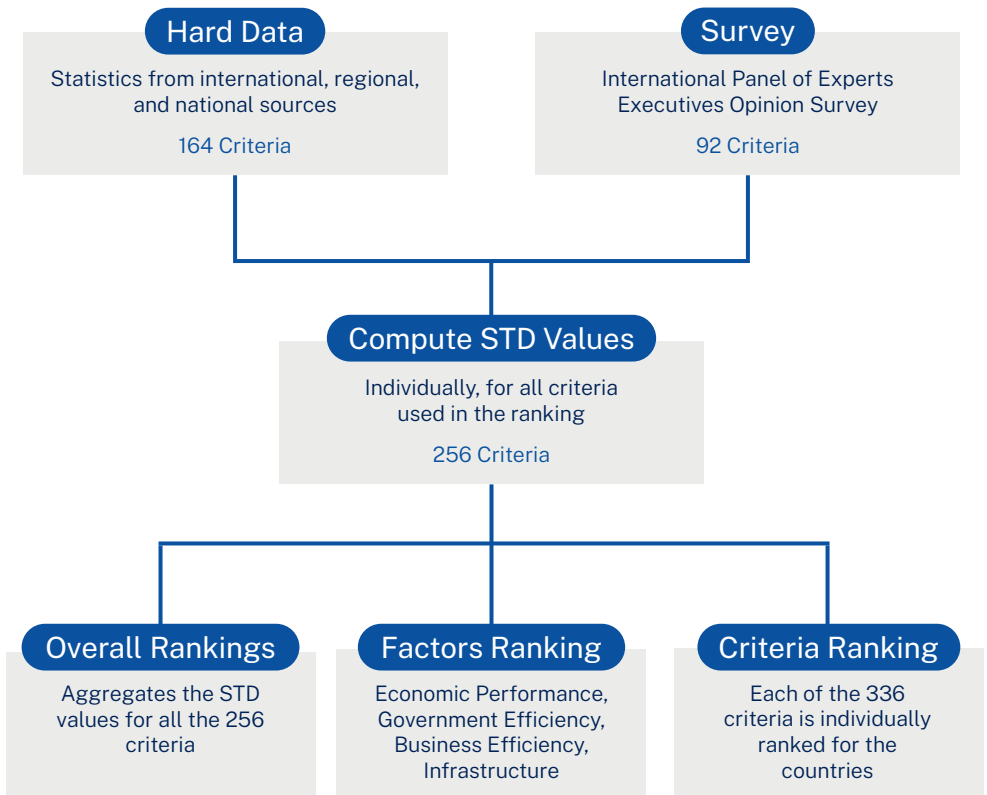 Hard Data
Statistics from international, regional,
and national sources
164 Criteria
Survey
International Panel of Experts
Executives Opinion Survey
92 Criteria
Compute STD Values
Individually, for all criteria
used in the ranking
256 Criteria
Overall Rankings
Aggregates the STD
values for all the 256
criteria
Factors Ranking
Economic Performance,
Government Efficiency,
Business Efficiency,
Infrastructure
Criteria Ranking
Each of the 336
criteria is individually
ranked for the
countries